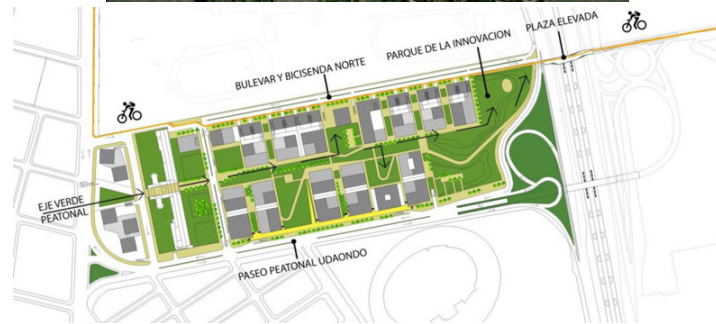 PLAZA ELEVADA
PARQUE DE LA INNOVACION
BULEVAR Y BICISENDA NORTE
EJE VERDE
PEATONAL
PASEO PEATONAL UDAONDO